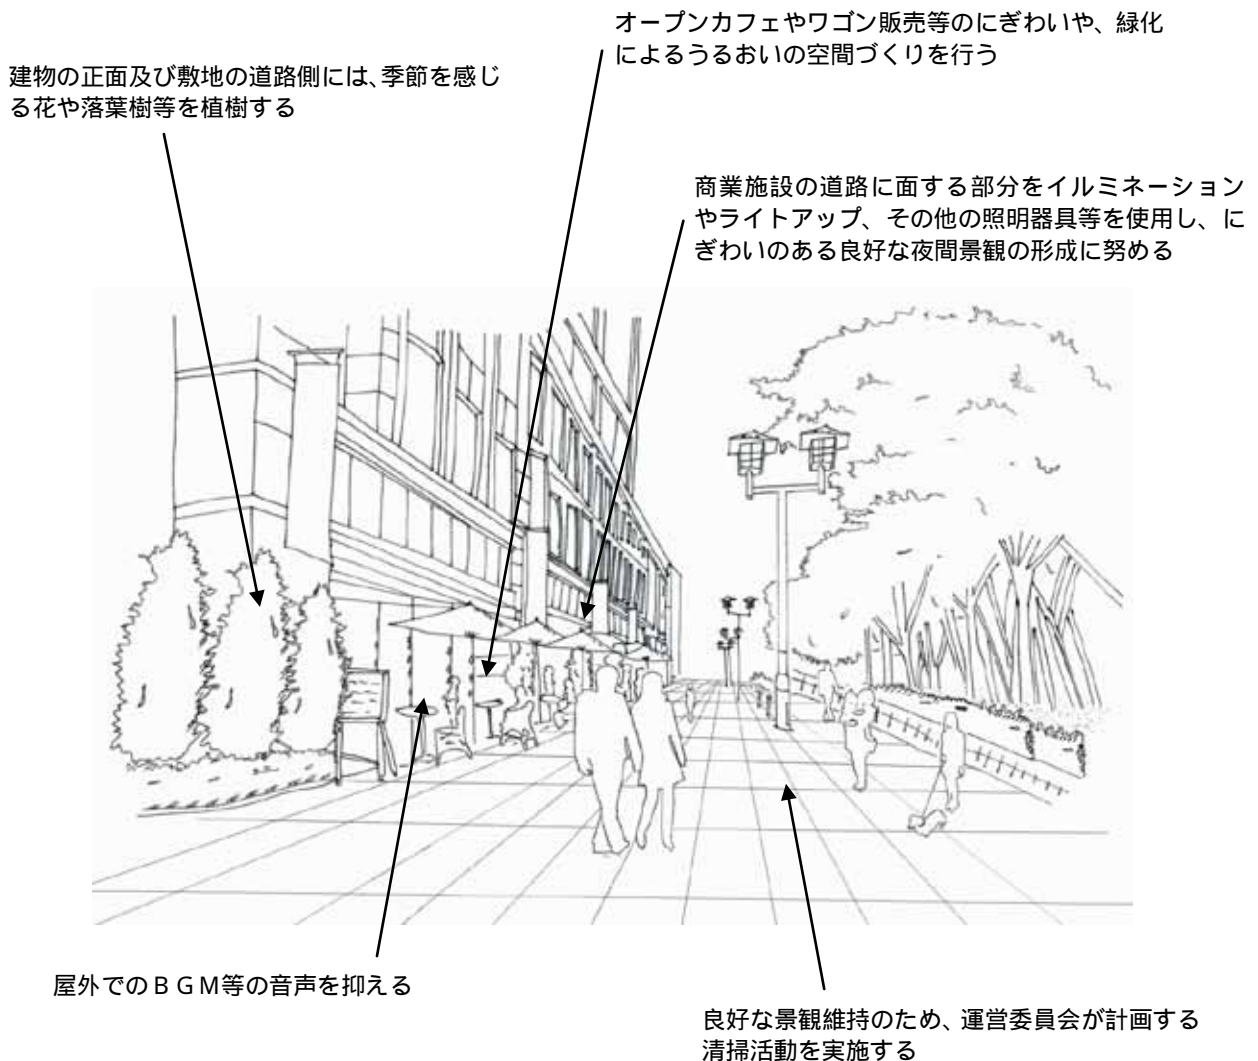 オープンカフェやワゴン販売等のにぎわいや、緑化
によるうるおいの空間づくりを行う
建物の正面及び敷地の道路側には、季節を感じ
る花や落葉樹等を植樹する
商業施設の道路に面する部分をイルミネーション
やライトアップ、その他の照明器具等を使用し、に
ぎわいのある良好な夜間景観の形成に努める
屋外でのＢＧＭ等の音声を抑える
良好な景観維持のため、運営委員会が計画する
清掃活動を実施する